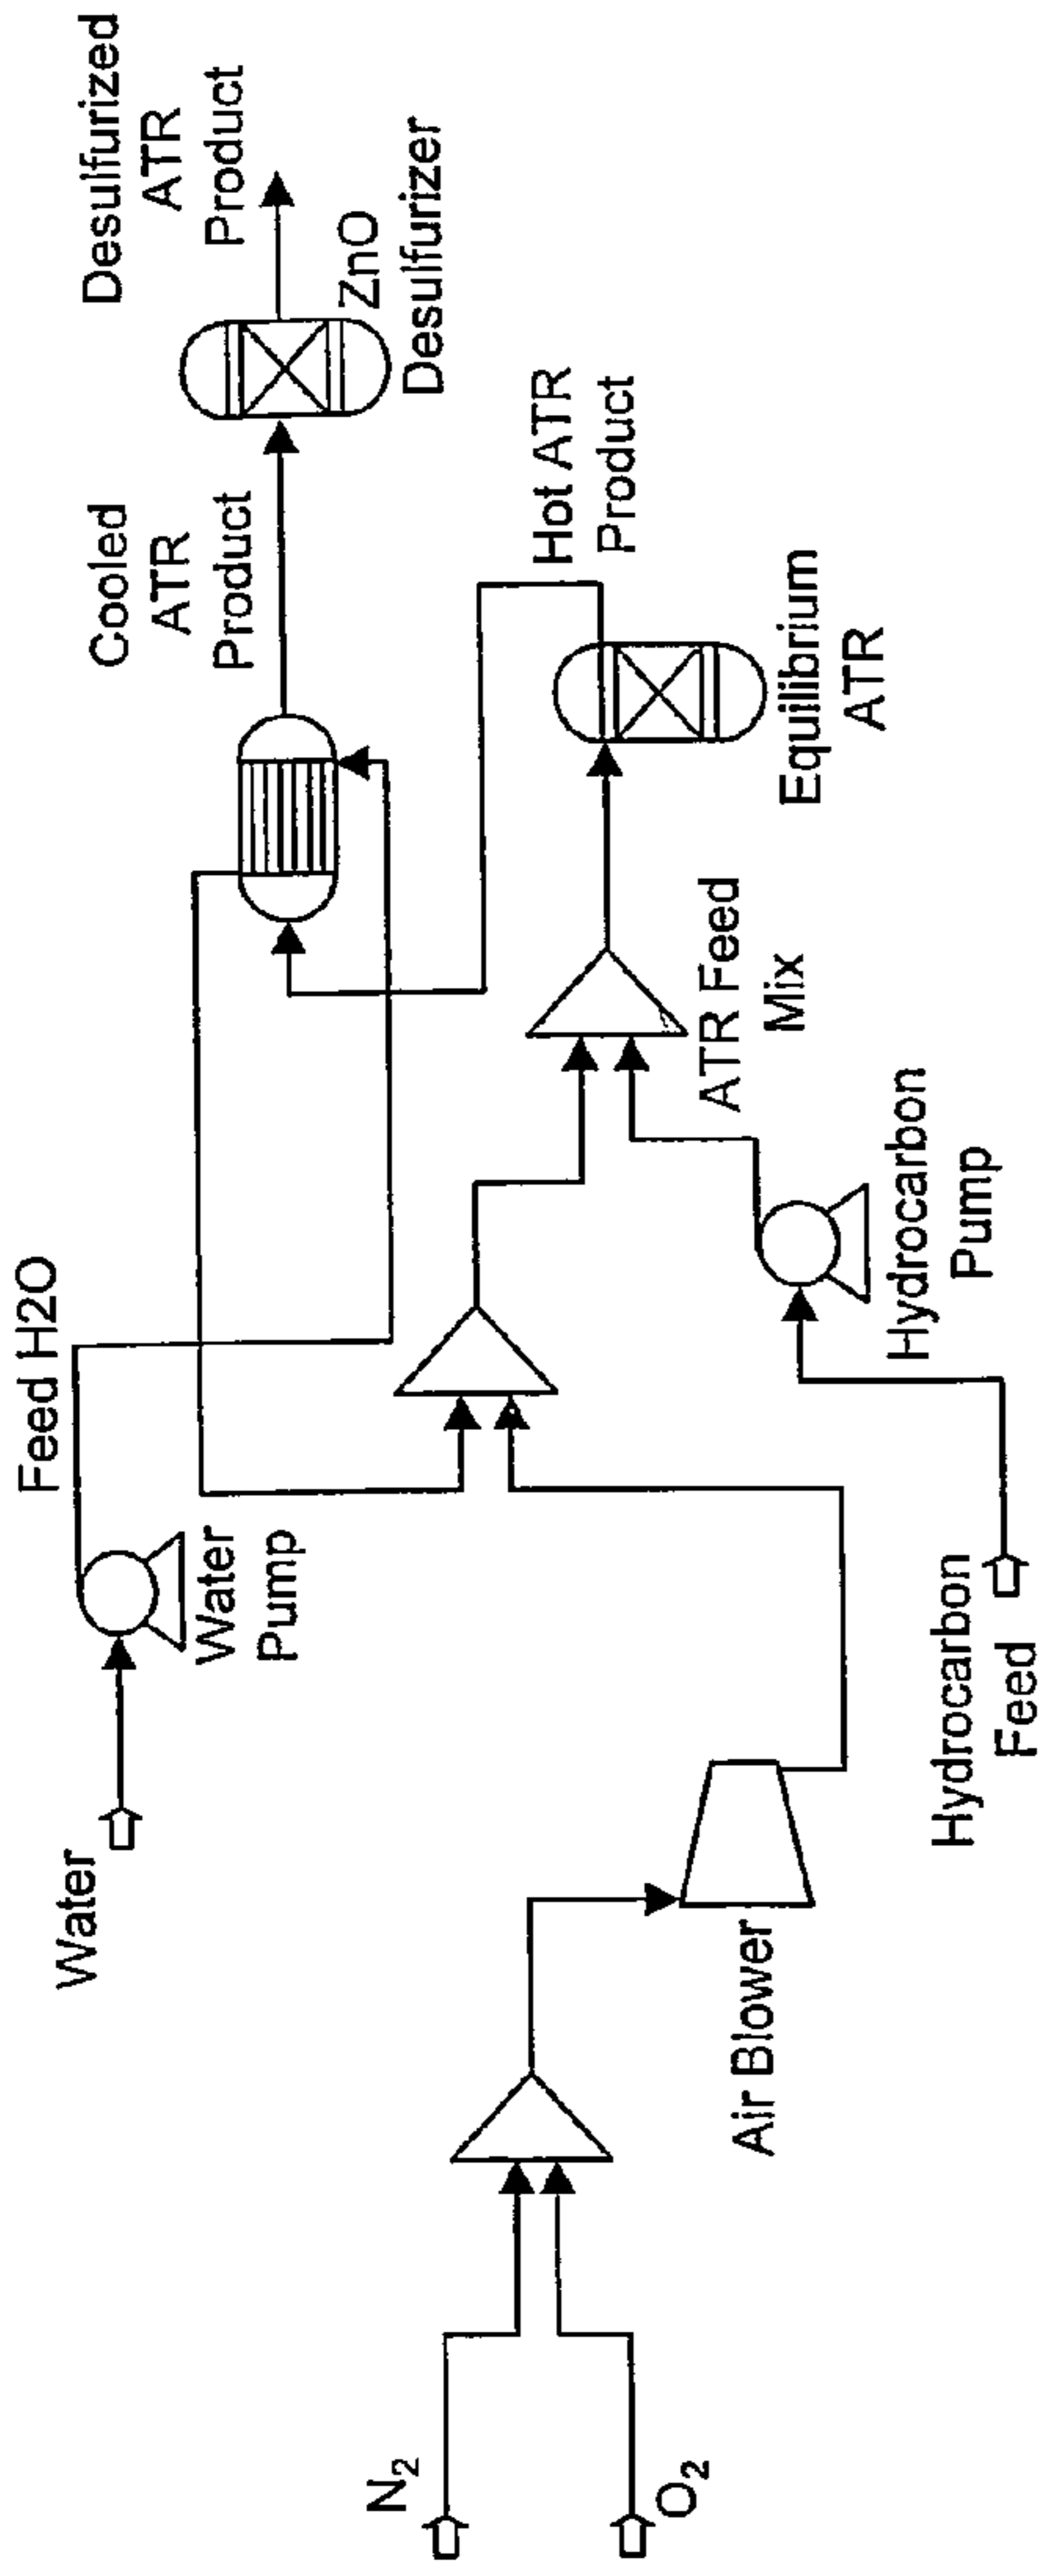 N2
O2
Air Blower
Water
Water
Pump
Feed H2O
Hydrocarbon
Feed
Hydrocarbon
Pump
ATR Feed
Mix
Equilibrium
ATR
Hot ATR
Product
Cooled
ATR
Product
ZnO
Desulfurizer
Desulfurized
ATR
Product